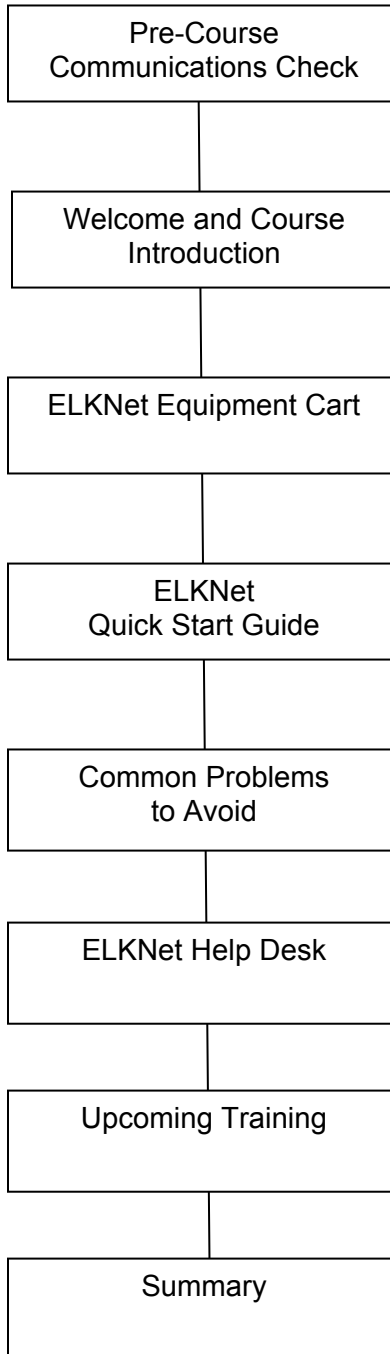 Pre-Course
Communications Check
Welcome and Course
Introduction
ELKNet Equipment Cart
ELKNet
Quick Start Guide
Common Problems
to Avoid
ELKNet Help Desk
Upcoming Training
Summary